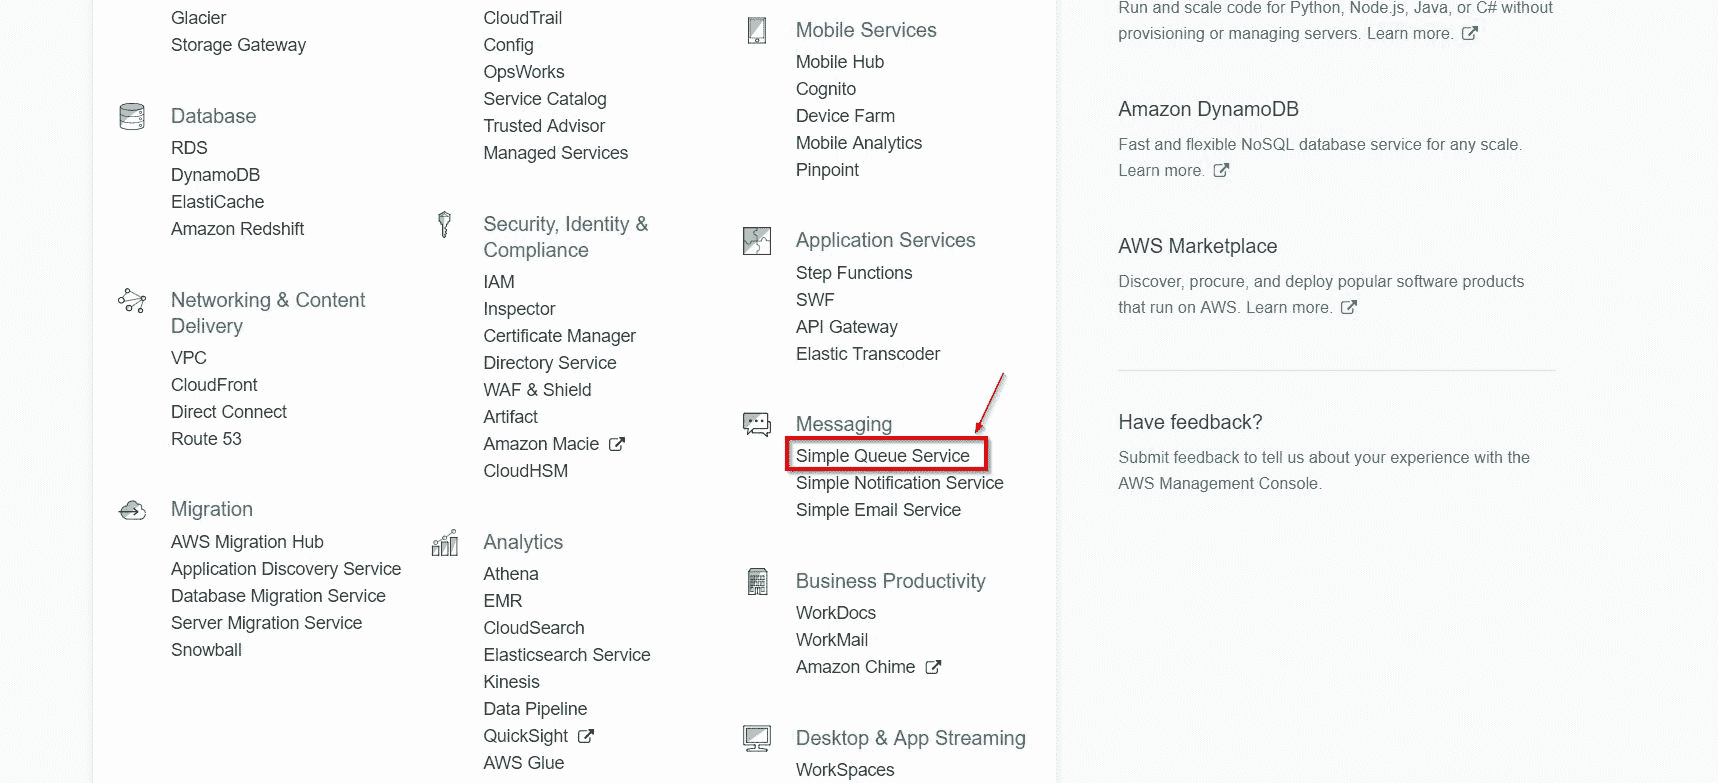 Glacier
Storage Gateway
Database
RDS
DynamoDB
ElastiCache
Amazon Redshift
Networking & Content
Delivery
VPC
CloudFront
Direct Connect
Route 53
Migration
AWS Migration Hub
Application Discovery Service
Database Migration Service
Server Migration Service
Snowball
CloudTrail
Config
OpsWorks
Service Catalog
Trusted Advisor
Managed Services
Security, Identity &
Compliance
IAM
Inspector
Certificate Manager
Directory Service
WAF & Shield
Artifact
Amazon Macie
CloudHSM
Analytics
Athena
EMR
CloudSearch
Elasticsearch Service
Kinesis
Data Pipeline
QuickSight
AWS Glue
Mobile Services
Mobile Hub
Cognito
Device Farm
Mobile Analytics
Pinpoint
Application Services
Step Functions
SWF
API Gateway
Elastic Transcoder
Messaging
Simple Queue Service
Simple Notification Service
Simple Email Service
Business Productivity
WorkDocs
WorkMail
Amazon Chime
Desktop & App Streaming
WorkSpaces
Run and scale code for Python, Node.js, Java, or C# without
provisioning or managing servers. Learn more.
Amazon DynamoDB
Fast and flexible NoSQL database service for any scale.
Learn more.
AWS Marketplace
Discover, procure, and deploy popular software products
that run on AWS. Learn more.
Have feedback?
Submit feedback to tell us about your experience with the
AWS Management Console.